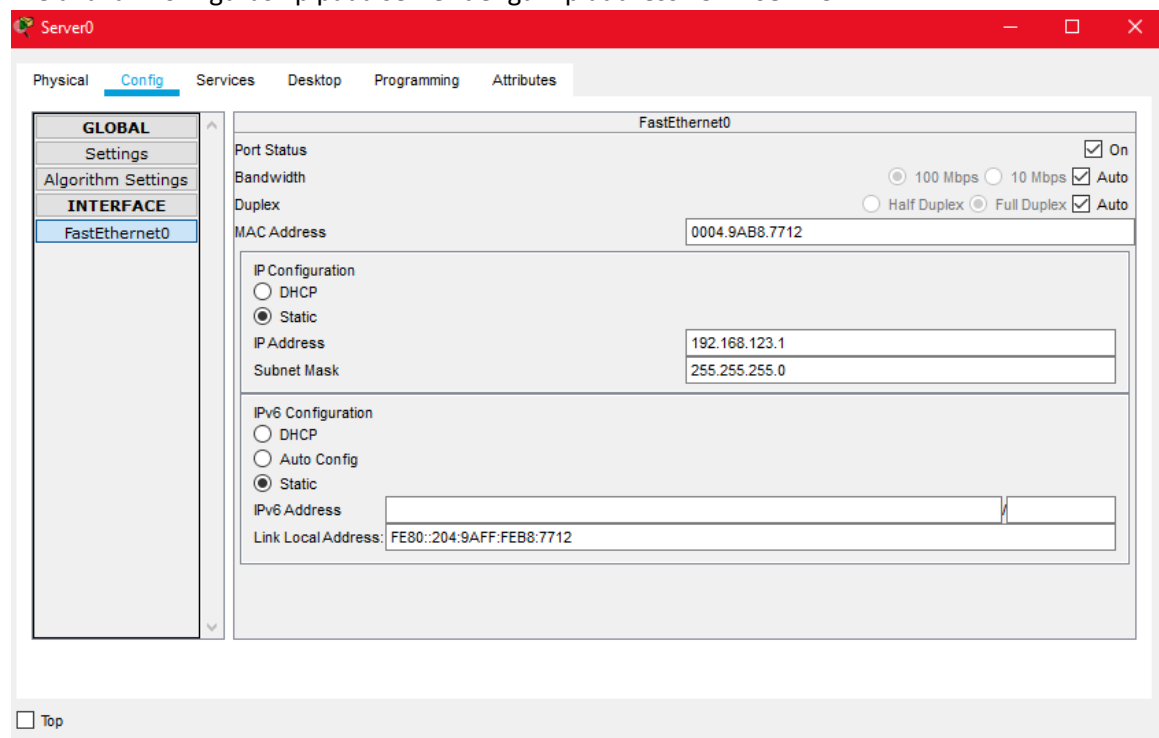 Server0
Physical Config Services Desktop Programming Attributes
GLOBAL
Settings
Algorithm Settings
INTERFACE
FastEthernet0
FastEthernet0
Port Status On
Bandwidth 100 Mbps 10 Mbps Auto
Duplex Half Duplex Full Duplex Auto
MAC Address 0004.9AB8.7712
IP Configuration
DHCP
Static
IP Address 192.168.123.1
Subnet Mask 255.255.255.0
IPv6 Configuration
DHCP
Auto Config
Static
IPv6 Address /
Link Local Address: FE80::204:9AFF:FEB8:7712
Top